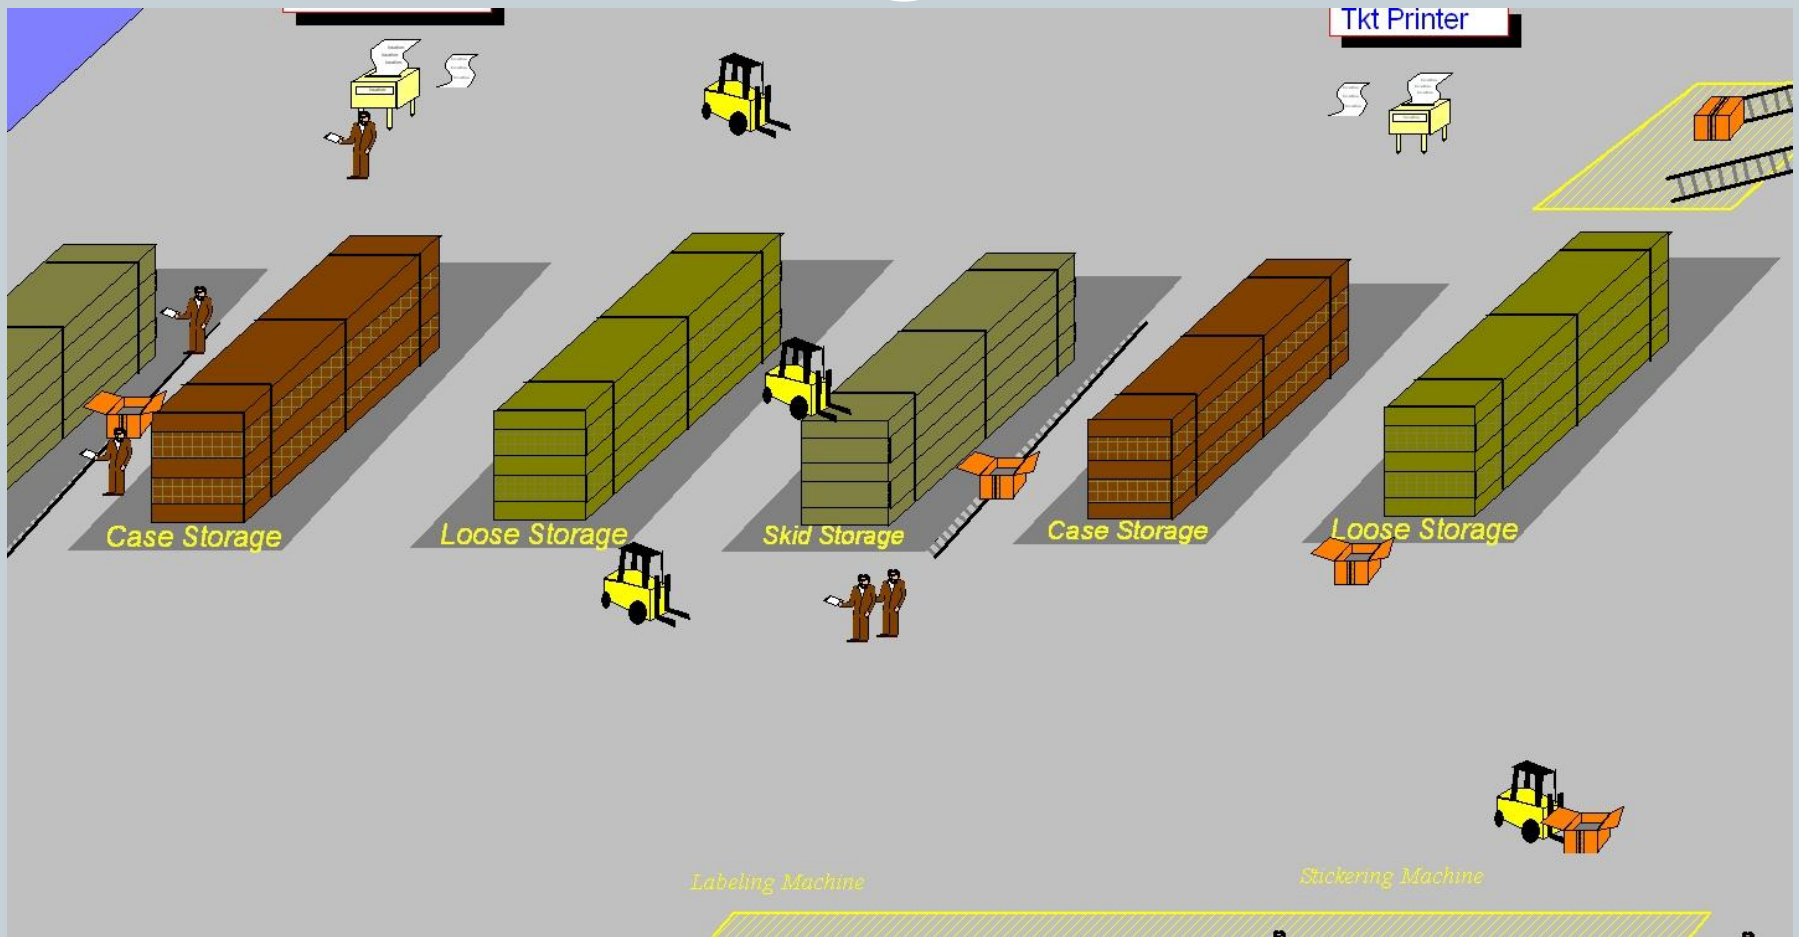 Tkt Printer
Case Storage
Loose Storage
Skid Storage
Case Storage
Loose Storage
Labeling Machine
Stickering Machine